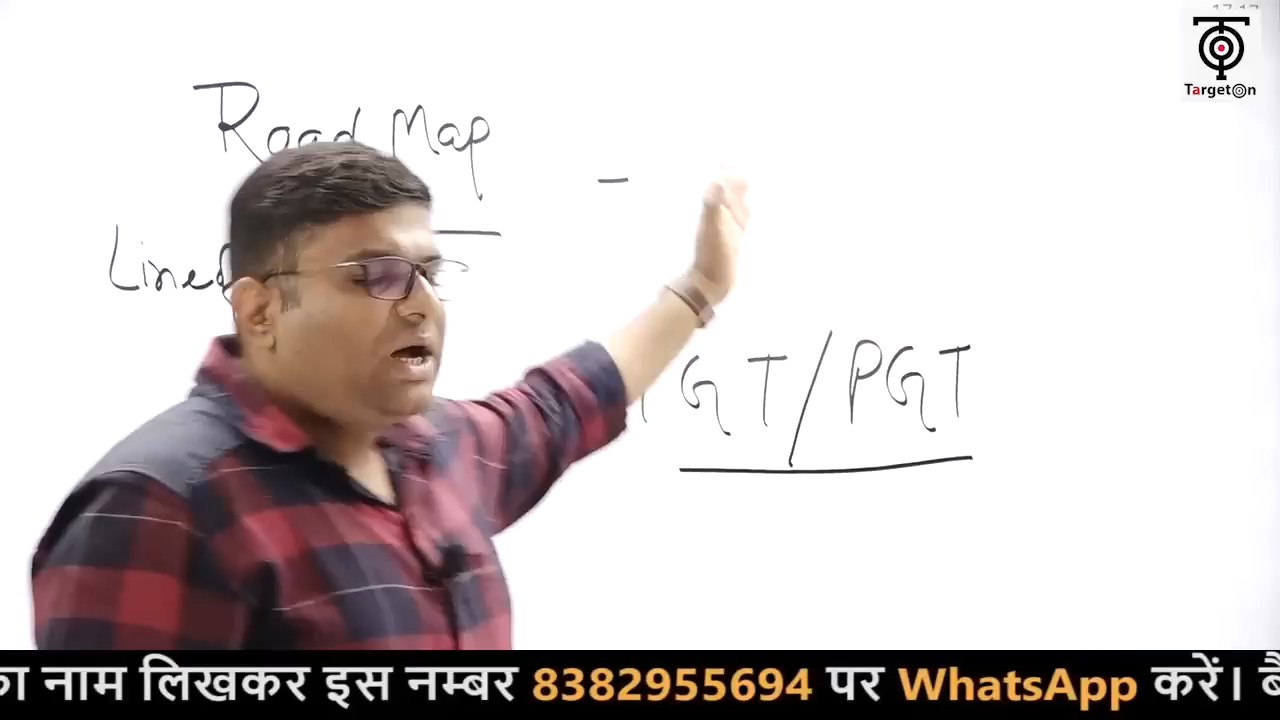 TargetOn
Road Map
-
GT/PGT
का नाम लिखकर इस नम्बर 8382955694 पर WhatsApp करें।